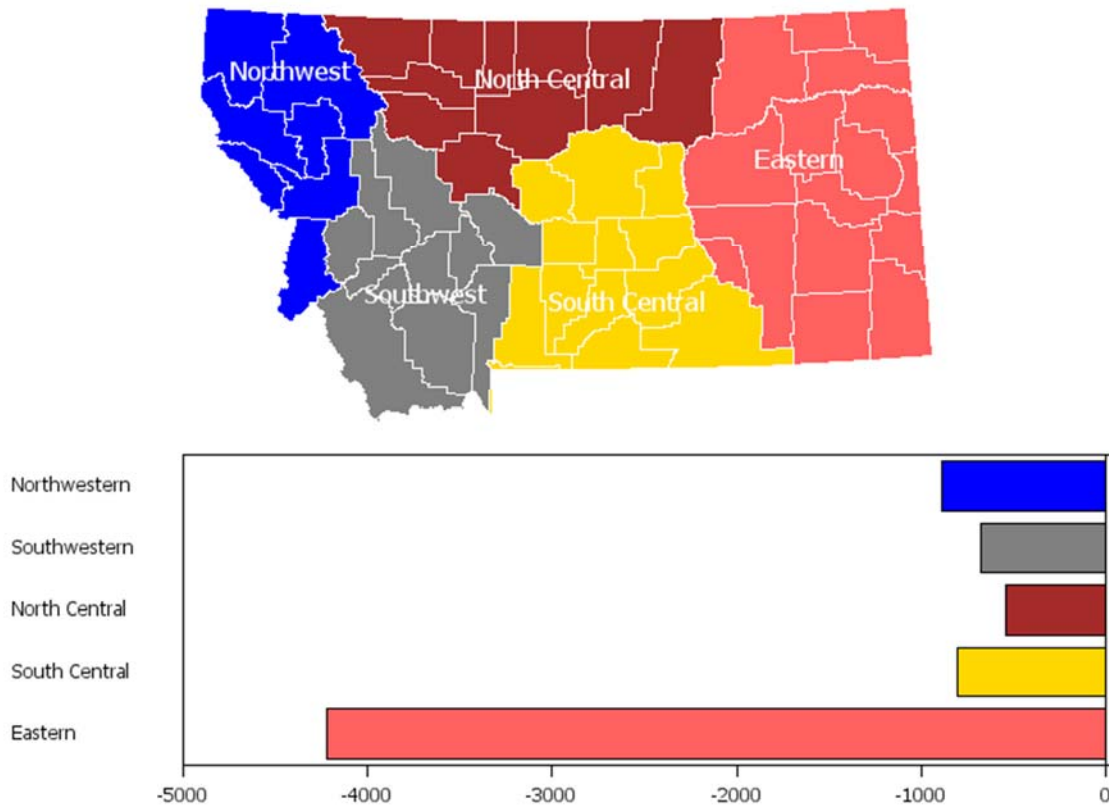 Northwest
North Central
Eastern
Southwest
South Central
Northwestern
Southwestern
North Central
South Central
Eastern
-5000 -4000 -3000 -2000 -1000 0